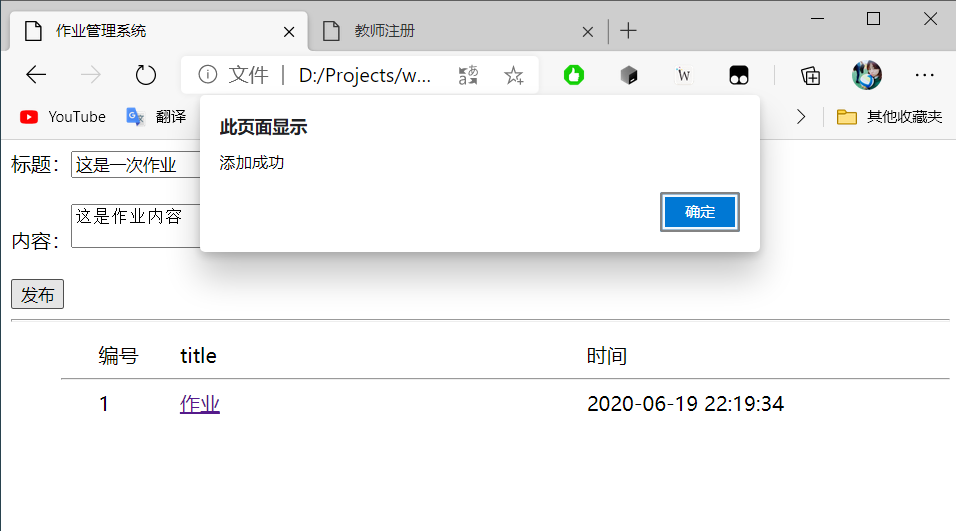 作业管理系统
教师注册
文件
D:/Projects/w...
YouTube
翻译
其他收藏夹
此页面显示
添加成功
确定
标题：
这是一次作业
内容：
这是作业内容
发布
编号 title 时间
1 作业 2020-06-19 22:19:34